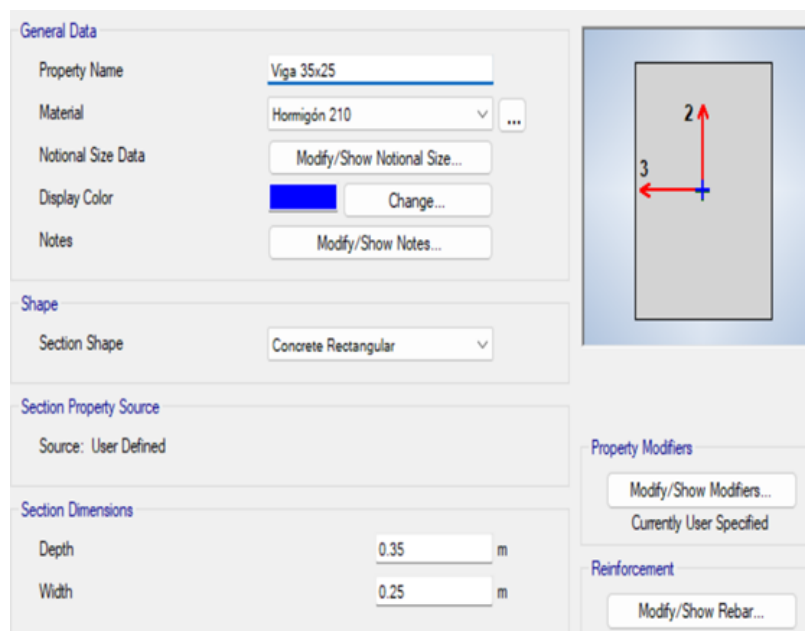 General Data
Property Name Viga 35x25
Material Hormigón 210 ...
Notional Size Data Modify/Show Notional Size...
Display Color Change...
Notes Modify/Show Notes...
Shape
Section Shape Concrete Rectangular
Section Property Source
Source: User Defined
Section Dimensions
Depth 0.35 m
Width 0.25 m
2
3
Property Modifiers
Modify/Show Modifiers...
Currently User Specified
Reinforcement
Modify/Show Rebar...